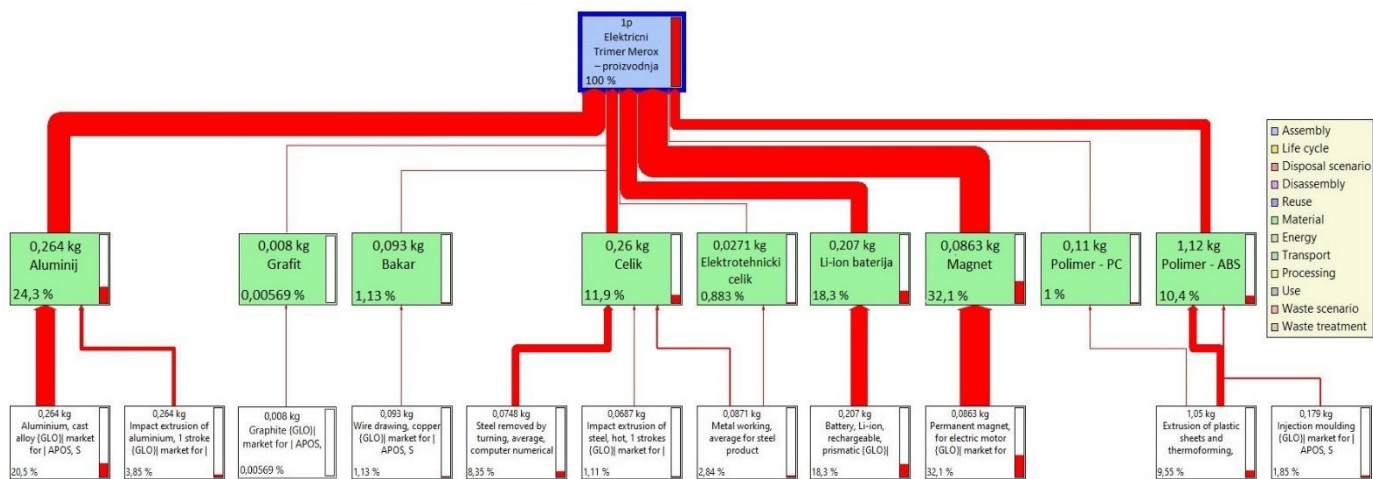 1p
Elektricni
Trimer Merox
– proizvodnja
100 %
0,264 kg
Aluminij
24,3 %
0,008 kg
Grafit
0,00569 %
0,093 kg
Bakar
1,13 %
0,26 kg
Celik
11,9 %
0,0271 kg
Elektrotehnicki
celik
0,883 %
0,207 kg
Li-ion baterija
18,3 %
0,0863 kg
Magnet
32,1 %
0,11 kg
Polimer - PC
1 %
1,12 kg
Polimer - ABS
10,4 %
Assembly
Life cycle
Disposal scenario
Disassembly
Reuse
Material
Energy
Transport
Processing
Use
Waste scenario
Waste treatment
0,264 kg
Aluminium, cast
alloy {GLO}| market
for | APOS, S
20,5 %
0,264 kg
Impact extrusion of
aluminium, 1 stroke
{GLO}| market for |
3,85 %
0,008 kg
Graphite {GLO}|
market for | APOS,
0,00569 %
0,093 kg
Wire drawing, copper
{GLO}| market for |
APOS, S
1,13 %
0,0748 kg
Steel removed by
turning, average,
computer numerical
8,35 %
0,0687 kg
Impact extrusion of
steel, hot, 1 strokes
{GLO}| market for |
1,11 %
0,0871 kg
Metal working,
average for steel
product
2,84 %
0,207 kg
Battery, Li-ion,
rechargeable,
prismatic {GLO}|
18,3 %
0,0863 kg
Permanent magnet,
for electric motor
{GLO}| market for
32,1 %
1,05 kg
Extrusion of plastic
sheets and
thermoforming,
9,55 %
0,179 kg
Injection moulding
{GLO}| market for |
APOS, S
1,85 %